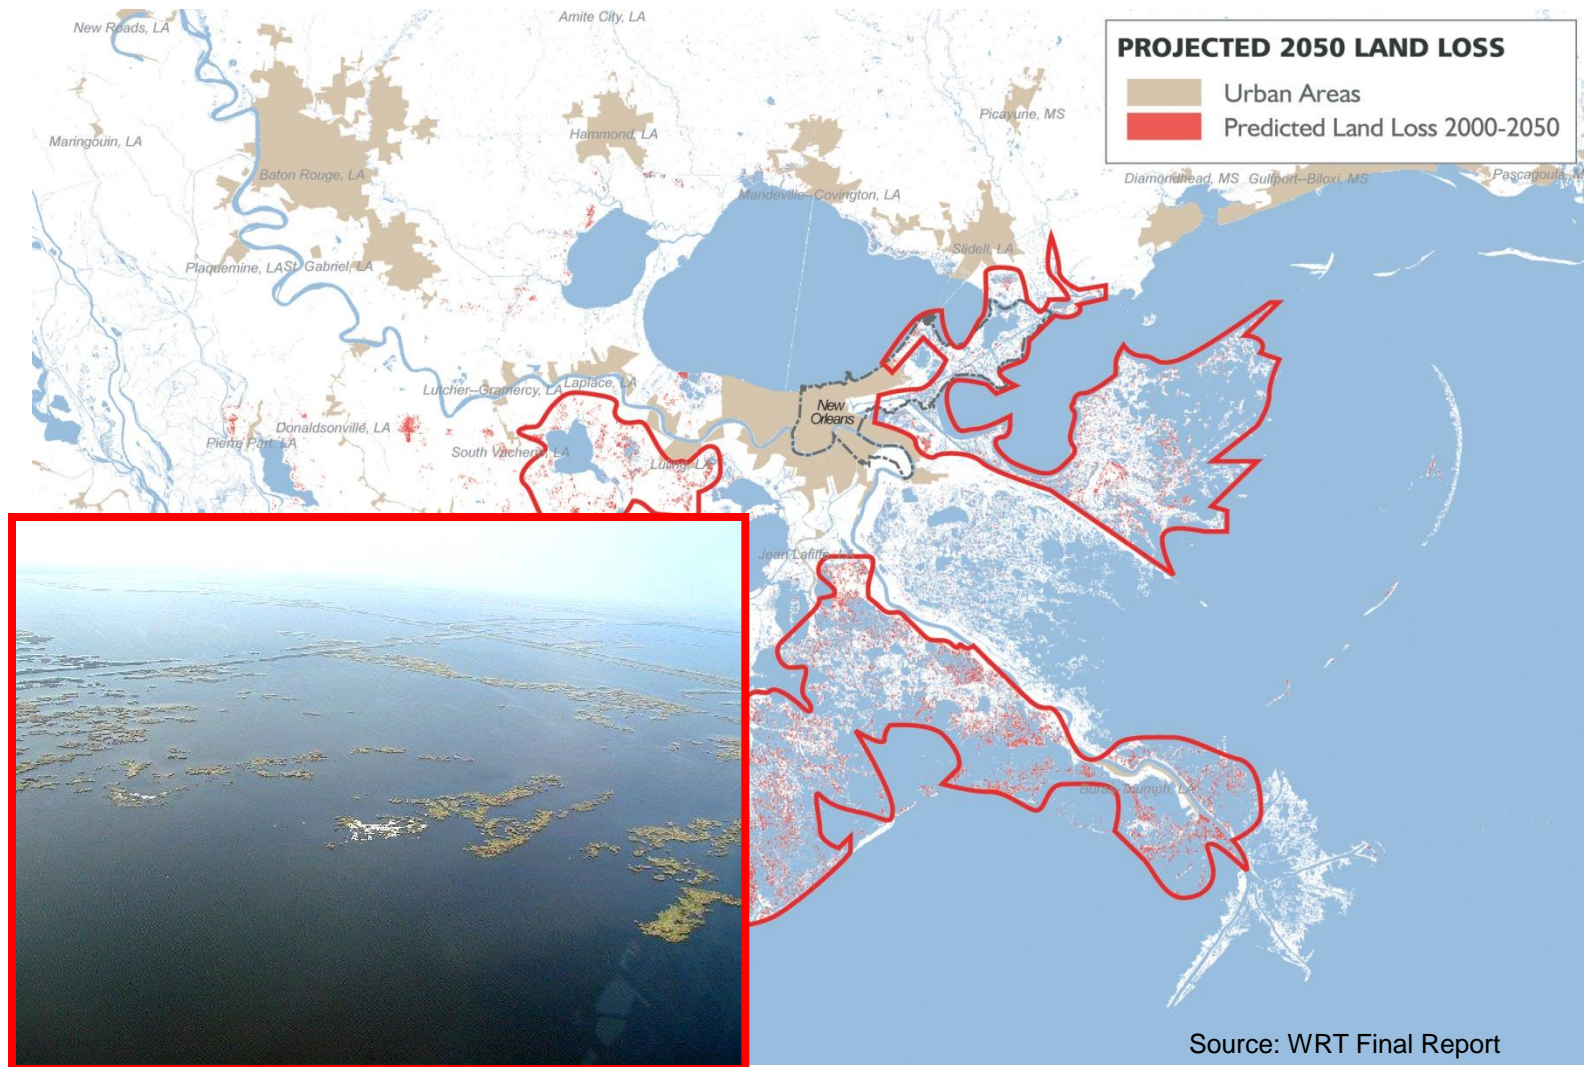 New Roads, LA
Amite City, LA
PROJECTED 2050 LAND LOSS
Urban Areas
Predicted Land Loss 2000-2050
Maringouin, LA
Hammond, LA
Picayune, MS
Baton Rouge, LA
Mandeville--Covington, LA
Diamondhead, MS
Gulfport--Biloxi, MS
Pascagoula, M
Slidell, LA
Plaquemine, LA
St. Gabriel, LA
Lutcher--Gramercy, LA
Laplace, LA
New
Orleans
Donaldsonville, LA
Pierre Part, LA
South Vacherie, LA
Luling, LA
Jean Lafitte, LA
Buras-Triumph, LA
Source: WRT Final Report